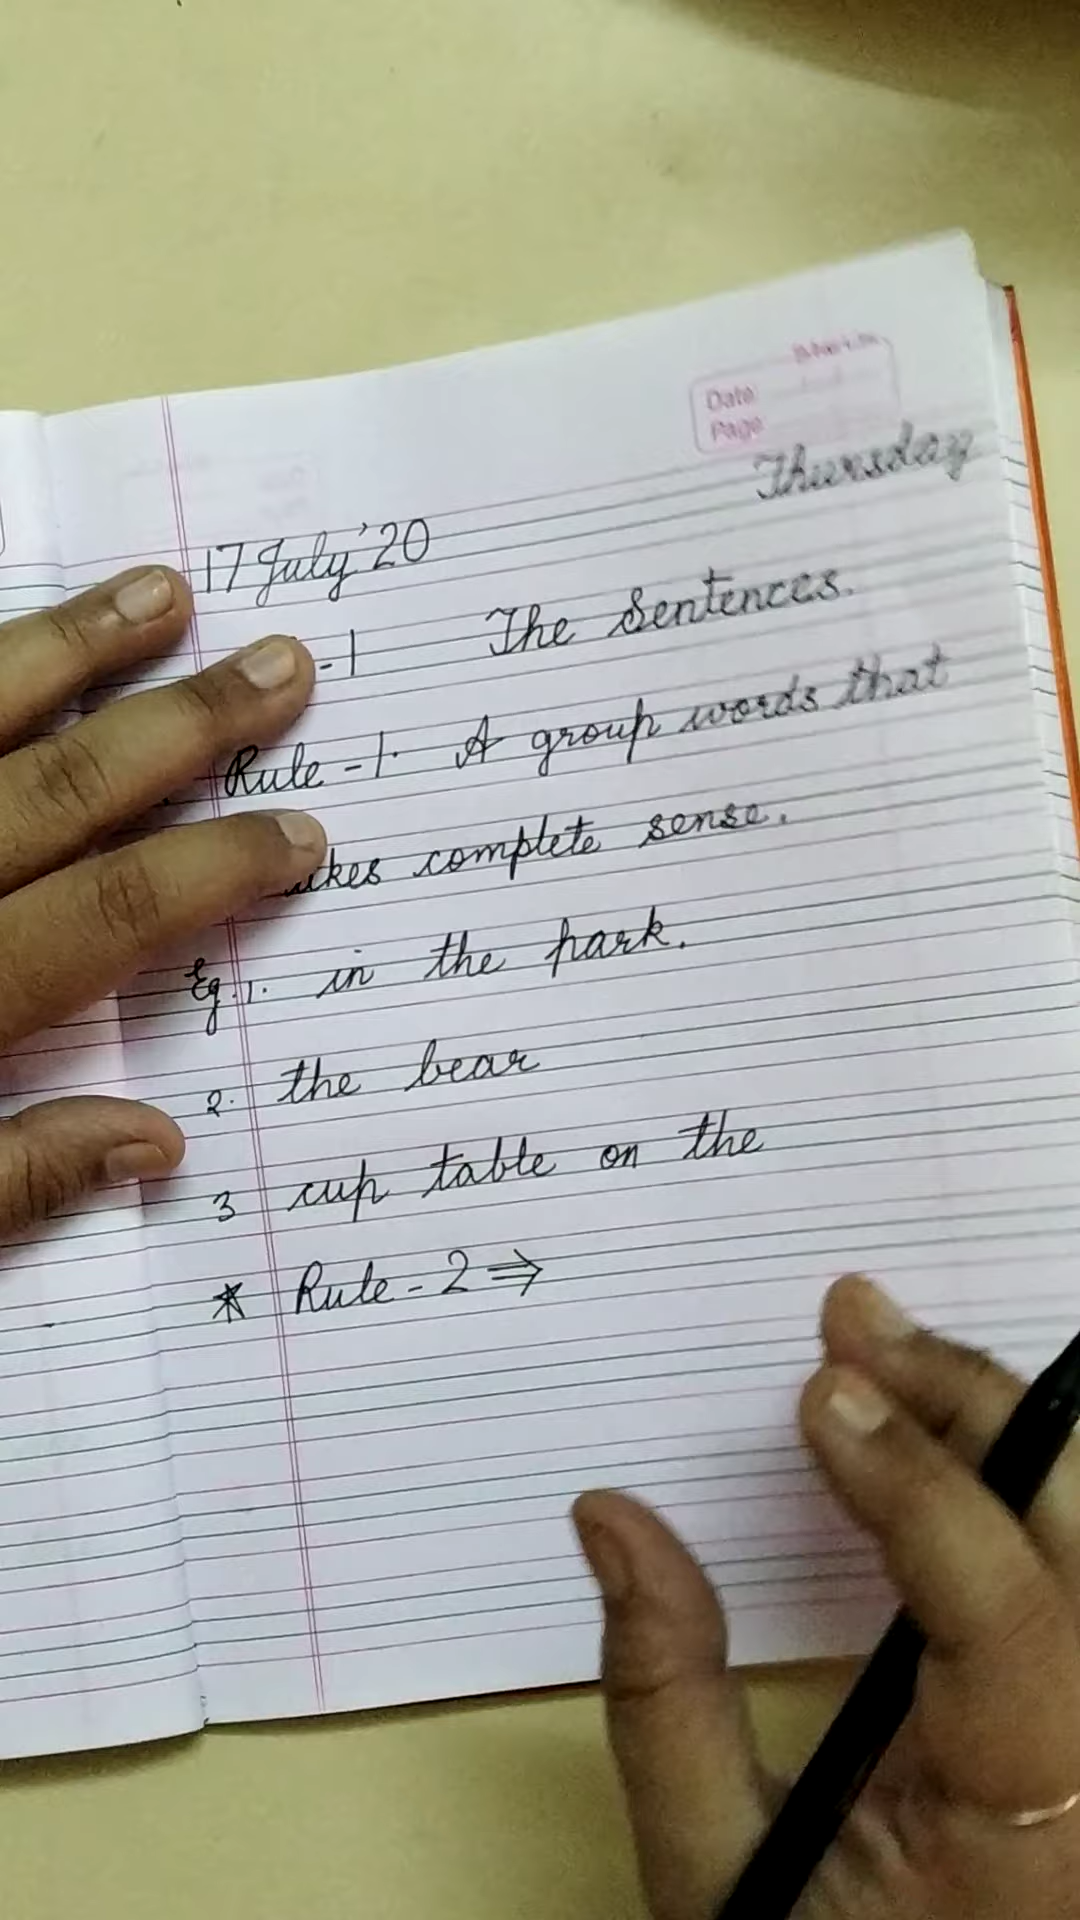 Date
Page
Thursday
17 July '20
-1 The Sentences.
Rule-1. A group words that
complete sense.
Eg. 1. in the park.
2. the bear
3 cup table on the
* Rule-2 ⇒